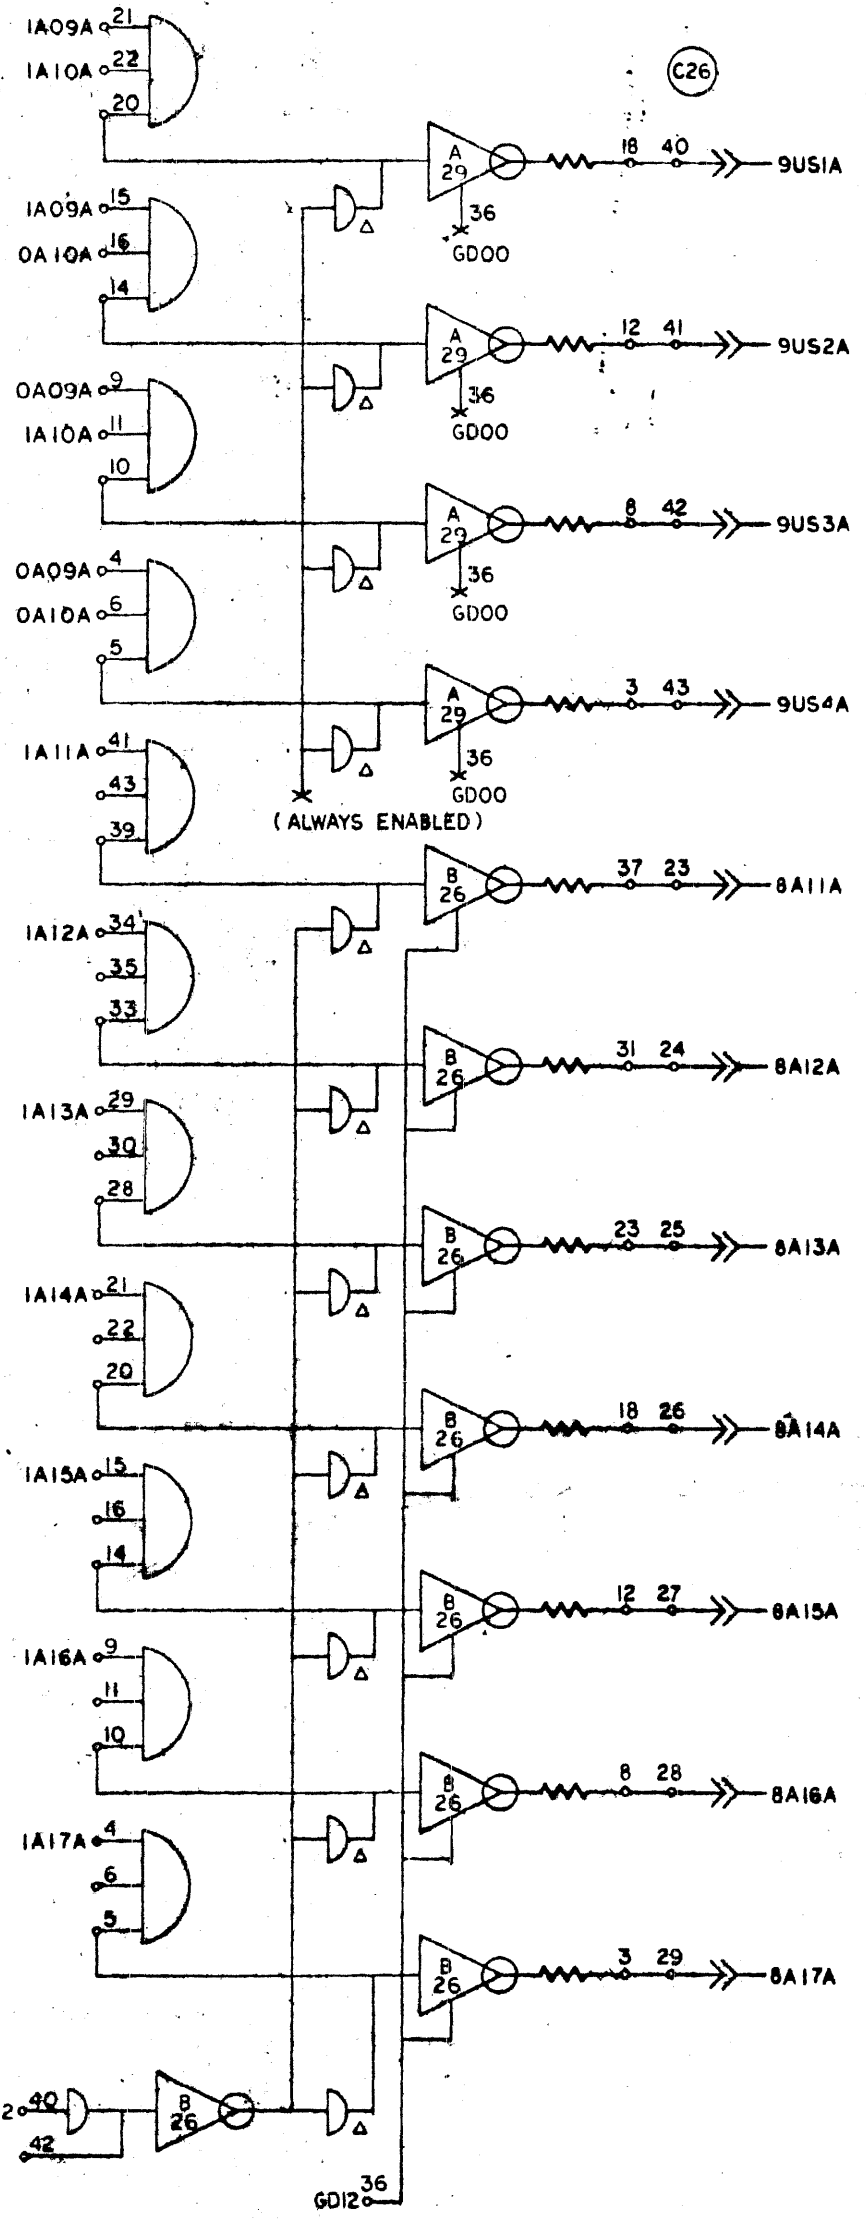 1A09A 21
1A10A 22
20
C26
A
29
18 40 9US1A
36
GD00
1A09A 15
0A10A 16
14
A
29
12 41 9US2A
36
GD00
0A09A 9
1A10A 11
10
A
29
8 42 9US3A
36
GD00
0A09A 4
0A10A 6
5
A
29
3 43 9US4A
36
GD00
1A11A 41
43
39
(ALWAYS ENABLED)
B
26
37 23 8A11A
1A12A 34
35
33
B
26
31 24 8A12A
1A13A 29
30
28
B
26
23 25 8A13A
1A14A 21
22
20
B
26
18 26 8A14A
1A15A 15
16
14
B
26
12 27 8A15A
1A16A 9
11
10
B
26
8 28 8A16A
1A17A 4
6
5
B
26
3 29 8A17A
2 40
42
B
26
GD12 36